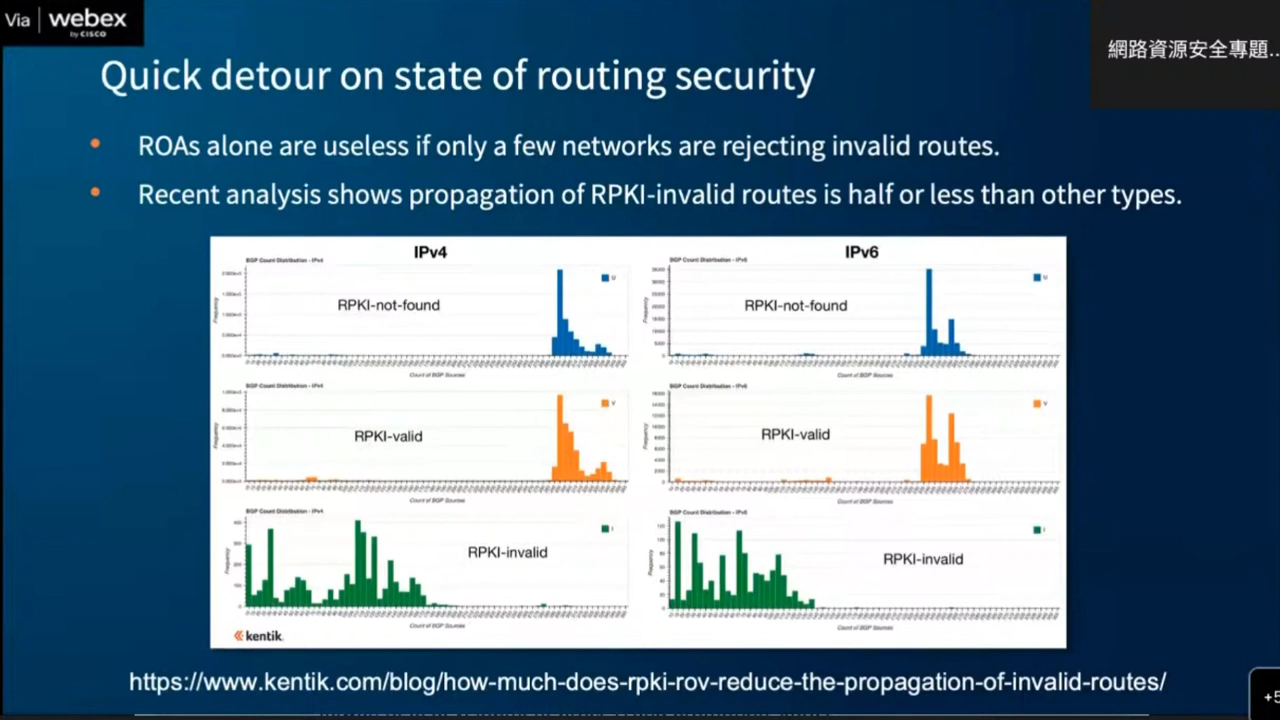 Via webex
by CISCO
網路資源安全專題...
Quick detour on state of routing security
• ROAs alone are useless if only a few networks are rejecting invalid routes.
• Recent analysis shows propagation of RPKI-invalid routes is half or less than other types.
IPv4
IPv6
BGP Count Distribution - IPv4
BGP Count Distribution - IPv6
RPKI-not-found
RPKI-not-found
U
U
Frequency
Frequency
Count of BGP Sources
Count of BGP Sources
BGP Count Distribution - IPv4
BGP Count Distribution - IPv6
RPKI-valid
RPKI-valid
V
V
Frequency
Frequency
Count of BGP Sources
Count of BGP Sources
BGP Count Distribution - IPv4
BGP Count Distribution - IPv6
RPKI-invalid
RPKI-invalid
I
I
Frequency
Frequency
Count of BGP Sources
Count of BGP Sources
kentik.
https://www.kentik.com/blog/how-much-does-rpki-rov-reduce-the-propagation-of-invalid-routes/